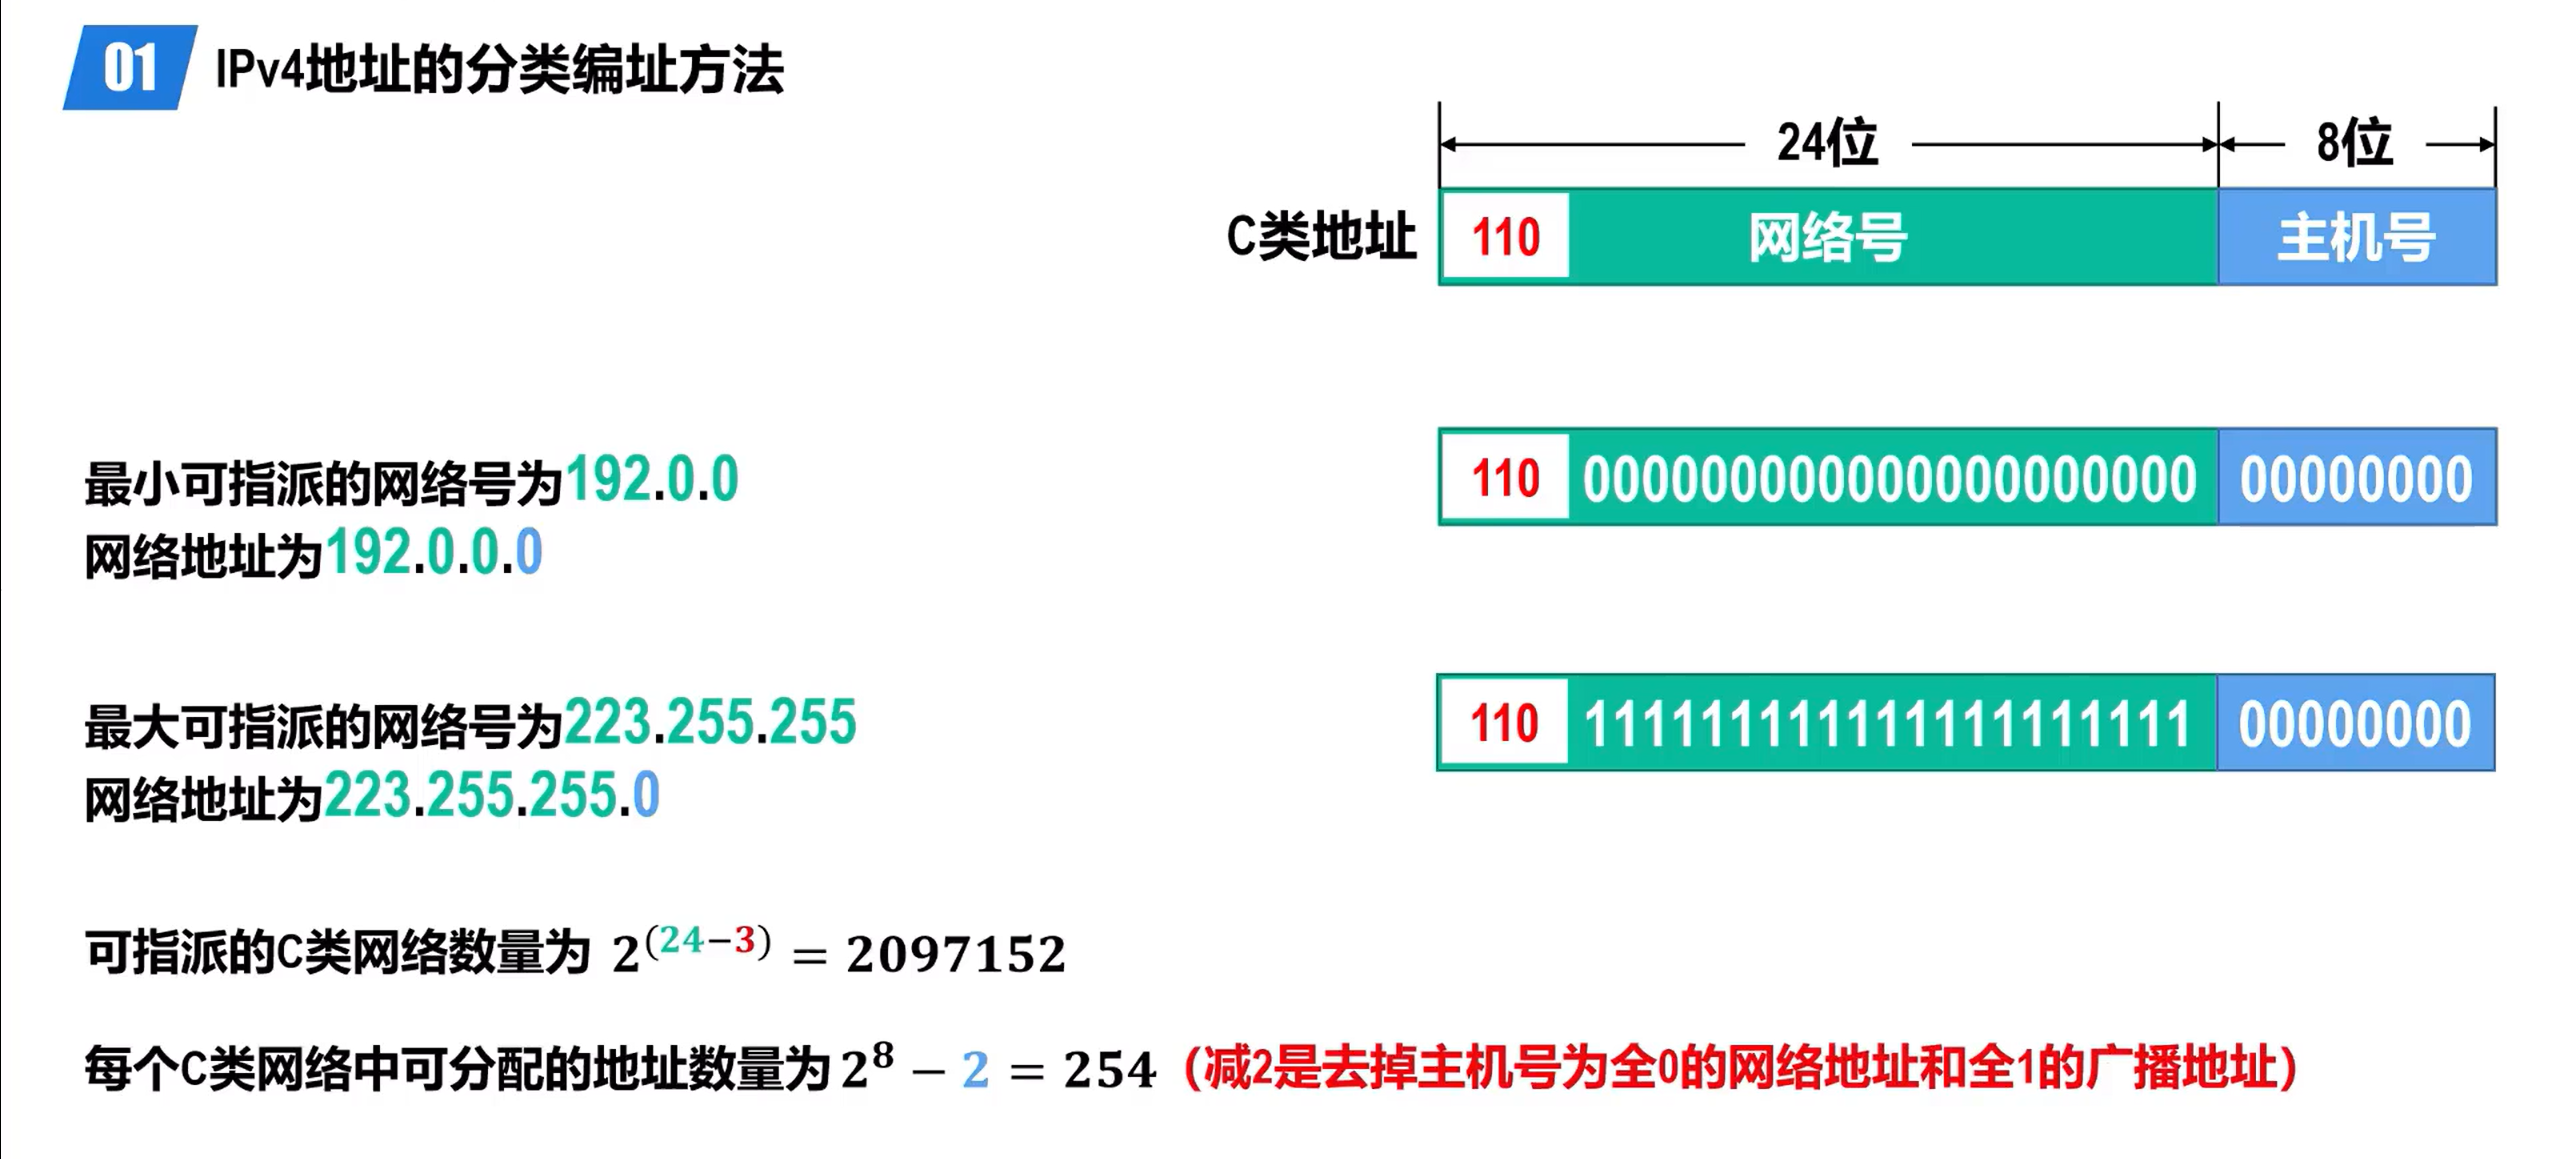 01 IPv4地址的分类编址方法
24位 8位
C类地址 110 网络号 主机号
最小可指派的网络号为192.0.0
网络地址为192.0.0.0
110 000000000000000000000 00000000
最大可指派的网络号为223.255.255
网络地址为223.255.255.0
110 111111111111111111111 00000000
可指派的C类网络数量为 2^(24−3) = 2097152
每个C类网络中可分配的地址数量为 2^8 − 2 = 254（减2是去掉主机号为全0的网络地址和全1的广播地址）